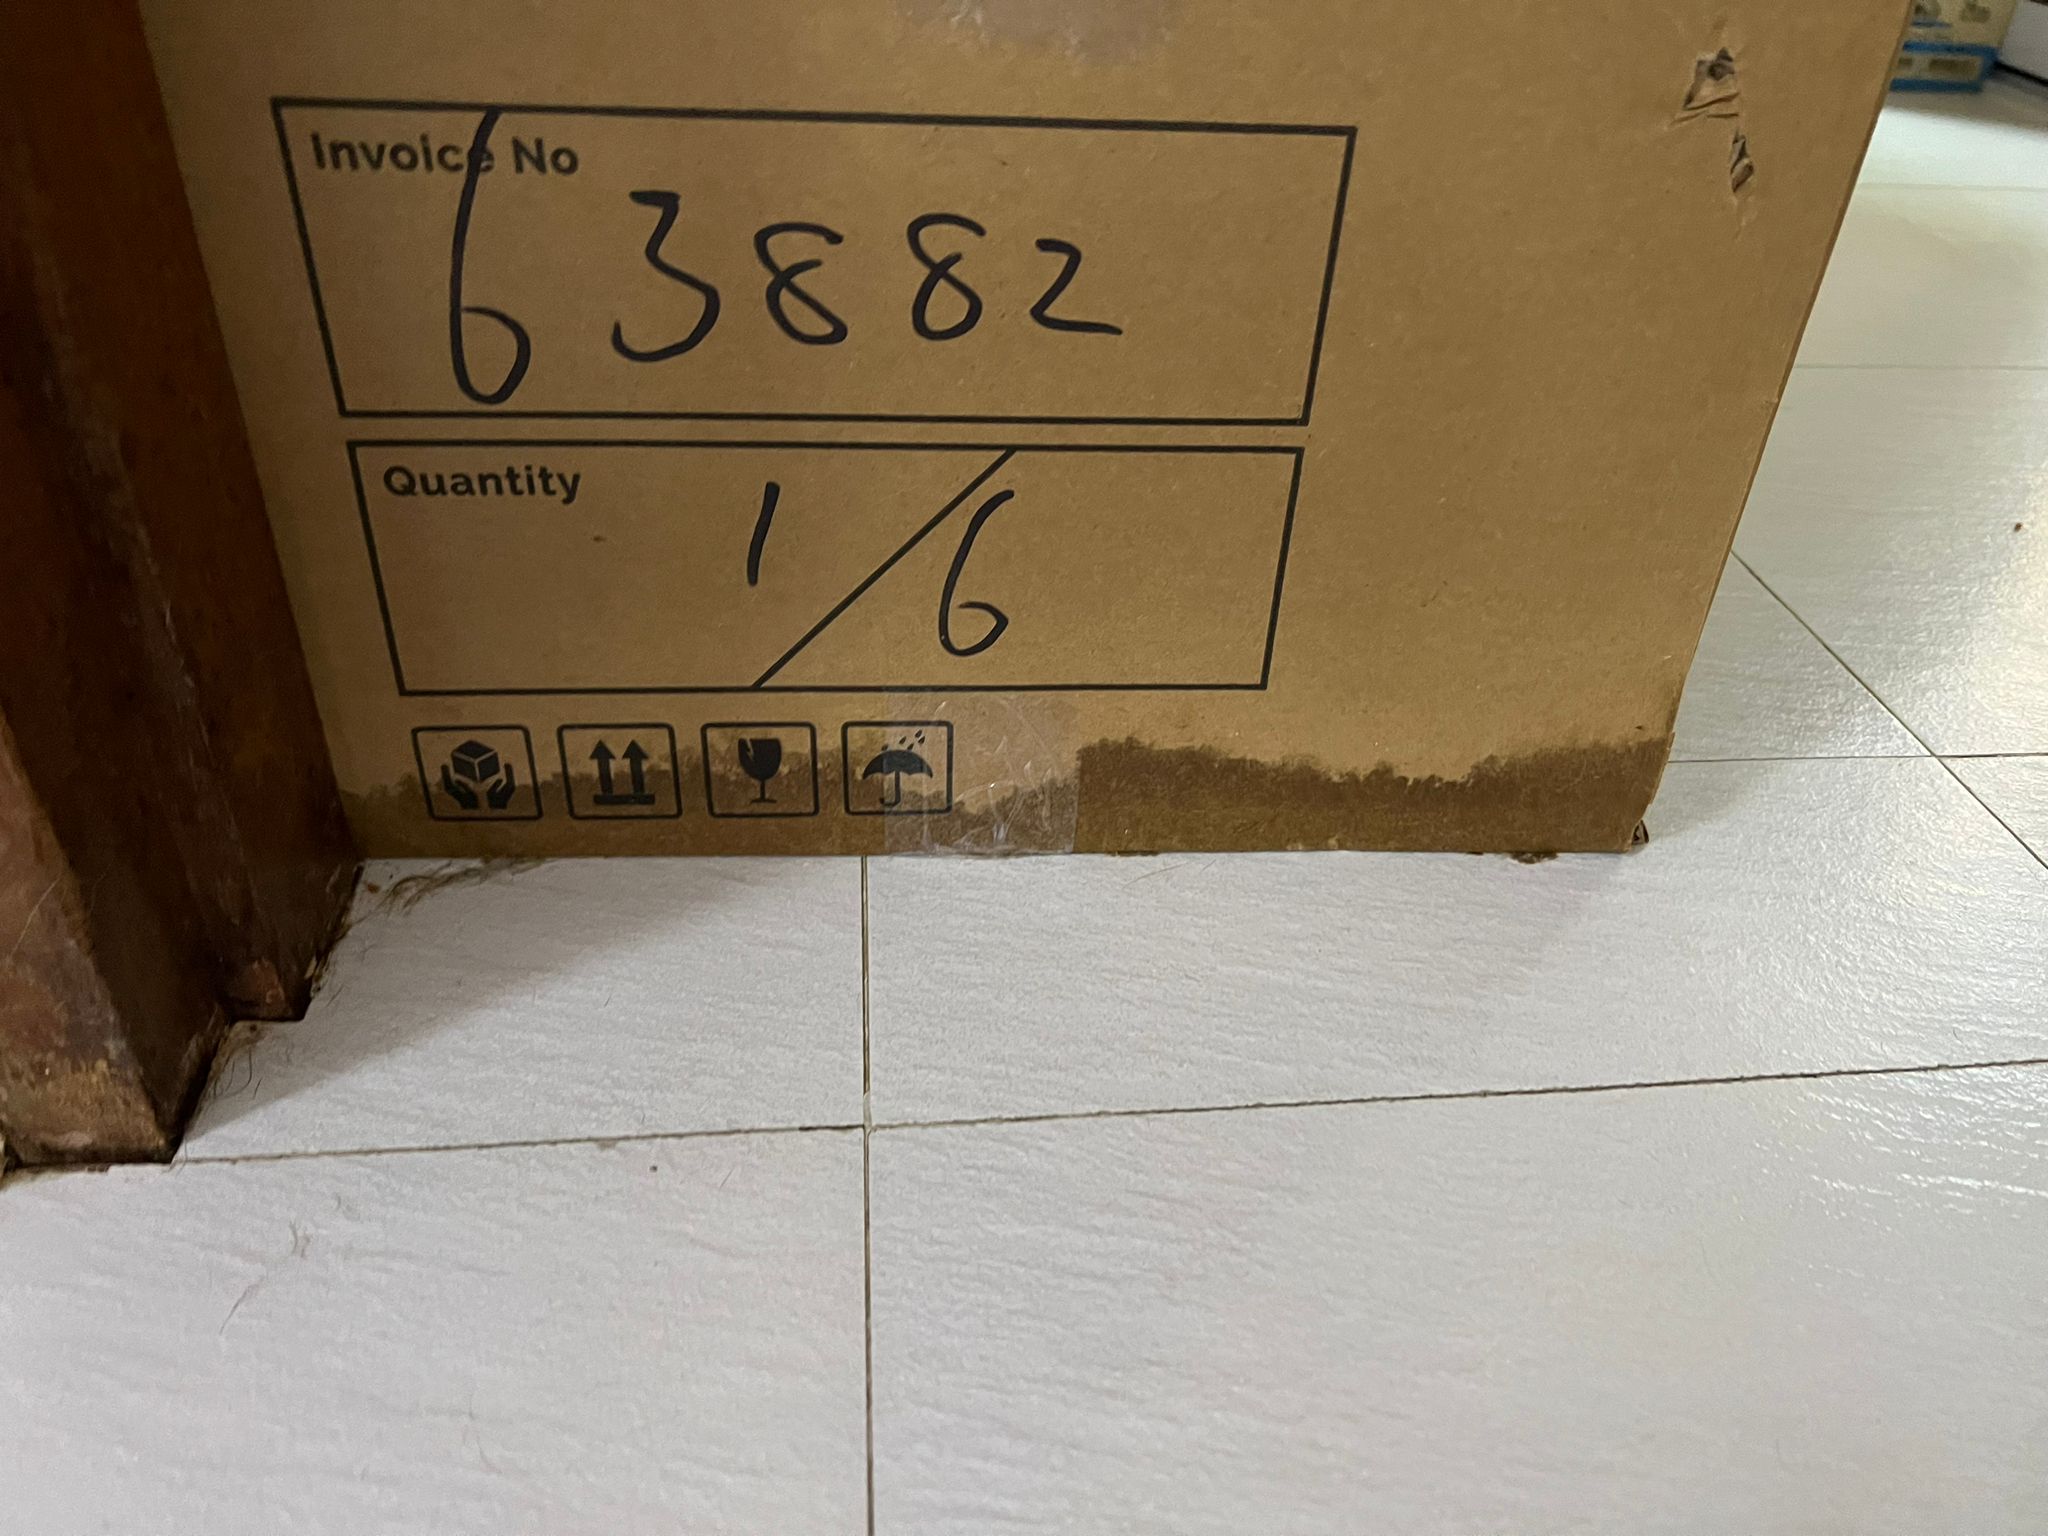 Invoice No
63882
Quantity
1/6